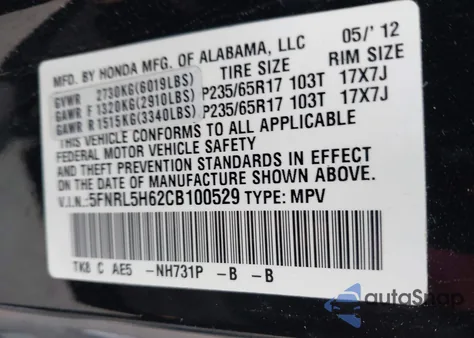 MFD. BY HONDA MFG. OF ALABAMA, LLC 05/' 12
TIRE SIZE RIM SIZE
GVWR 2730KG(6019LBS)
GAWR F 1320KG(2910LBS) P235/65R17 103T 17X7J
GAWR R 1515KG(3340LBS) P235/65R17 103T 17X7J
THIS VEHICLE CONFORMS TO ALL APPLICABLE
FEDERAL MOTOR VEHICLE SAFETY
AND THEFT PREVENTION STANDARDS IN EFFECT
ON THE DATE OF MANUFACTURE SHOWN ABOVE.
V.I.N.:5FNRL5H62CB100529 TYPE: MPV
TK8 C AE5 -NH731P -B -B
autoSnap